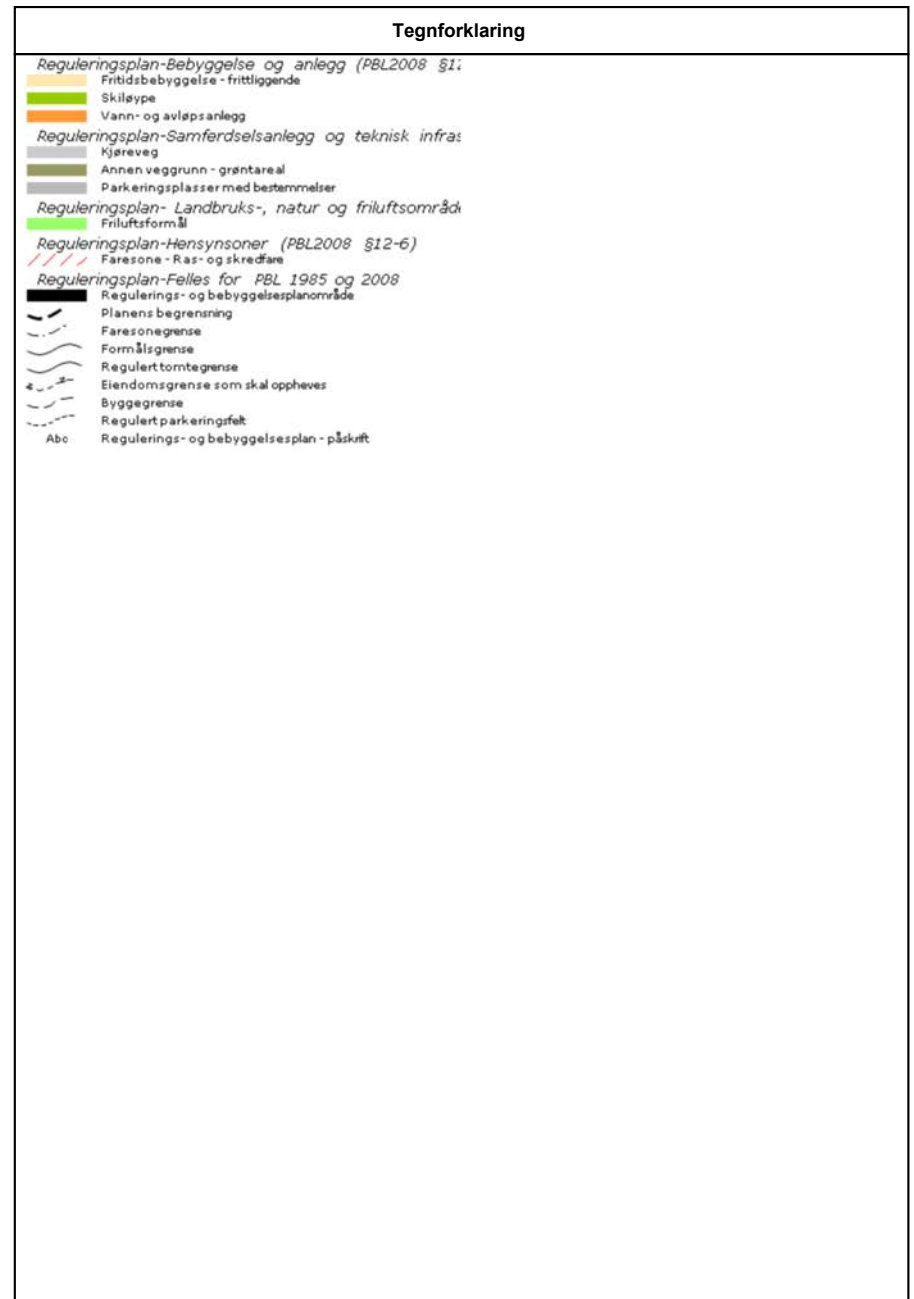 Tegnforklaring
Reguleringsplan-Bebyggelse og anlegg (PBL2008 §12
Fritidsbebyggelse - frittliggende
Skiløype
Vann- og avløpsanlegg
Reguleringsplan-Samferdselsanlegg og teknisk infras
Kjøreveg
Annen veggrunn - grøntareal
Parkeringsplasser med bestemmelser
Reguleringsplan- Landbruks-, natur og friluftsområde
Friluftsformål
Reguleringsplan-Hensynsoner (PBL2008 §12-6)
Faresone - Ras- og skredfare
Reguleringsplan-Felles for PBL 1985 og 2008
Regulerings- og bebyggelsesplanområde
Planens begrensning
Faresonegrense
Formålsgrense
Regulert tomtegrense
Eiendomsgrense som skal oppheves
Byggegrense
Regulert parkeringsfelt
Abc Regulerings- og bebyggelsesplan - påskrift